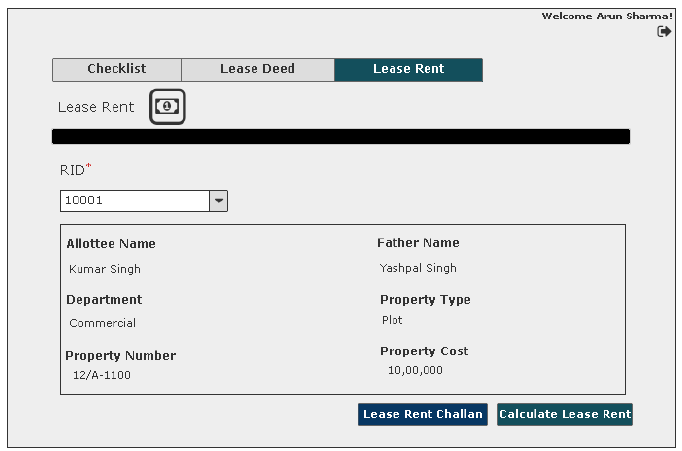 Welcome Arun Sharma!
Checklist Lease Deed Lease Rent
Lease Rent
RID*
10001
Allottee Name Father Name
Kumar Singh Yashpal Singh
Department Property Type
Commercial Plot
Property Number Property Cost
12/A-1100 10,00,000
Lease Rent Challan Calculate Lease Rent